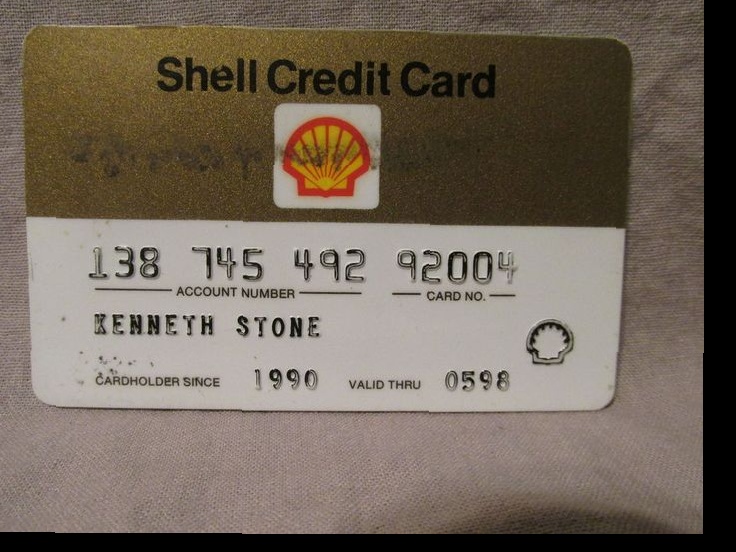 Shell Credit Card
138 745 492 92004
ACCOUNT NUMBER CARD NO.
KENNETH STONE
CARDHOLDER SINCE 1990 VALID THRU 0598